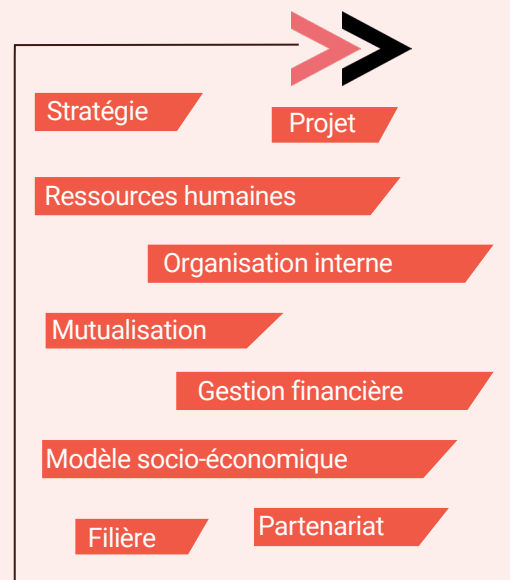 Stratégie
Projet
Ressources humaines
Organisation interne
Mutualisation
Gestion financière
Modèle socio-économique
Filière
Partenariat